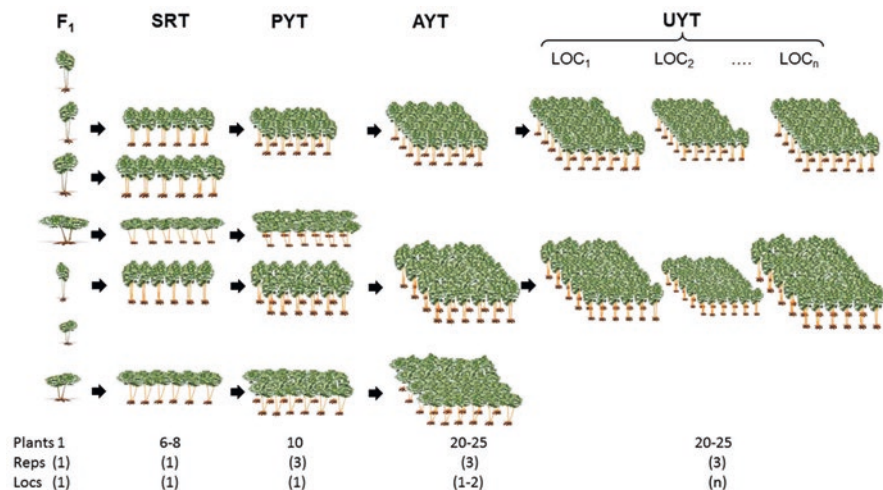 F₁ SRT PYT AYT UYT
LOC₁ LOC₂ .... LOCₙ
Plants 1 6-8 10 20-25 20-25
Reps (1) (1) (3) (3) (3)
Locs (1) (1) (1) (1-2) (n)